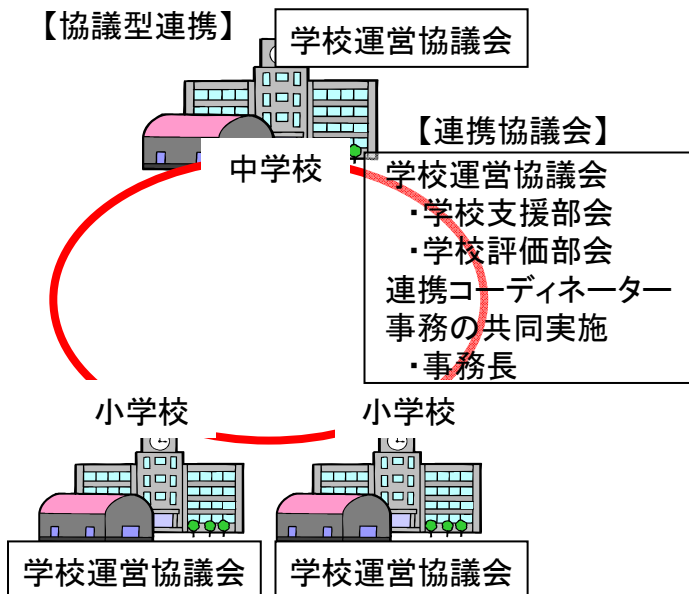 【協議型連携】
学校運営協議会
中学校
【連携協議会】
学校運営協議会
・学校支援部会
・学校評価部会
連携コーディネーター
事務の共同実施
・事務長
小学校
小学校
学校運営協議会
学校運営協議会